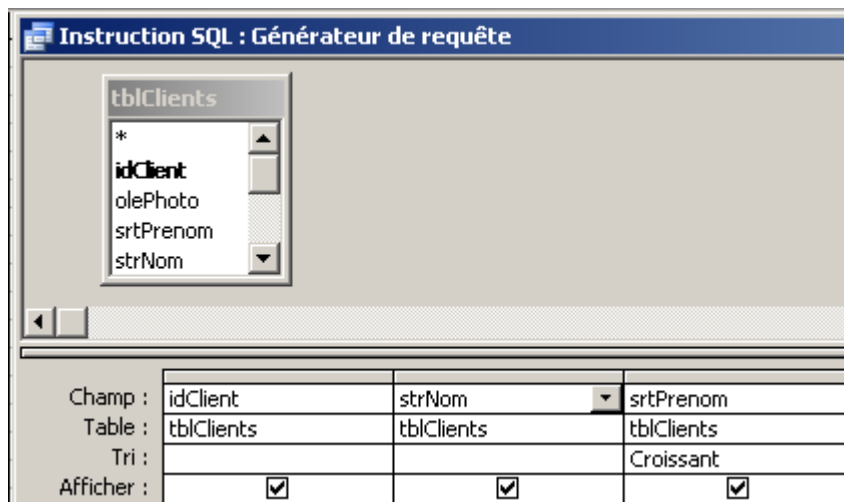 Instruction SQL : Générateur de requête
tblClients
*
idClient
olePhoto
srtPrenom
strNom
Champ : idClient strNom srtPrenom
Table : tblClients tblClients tblClients
Tri : Croissant
Afficher :